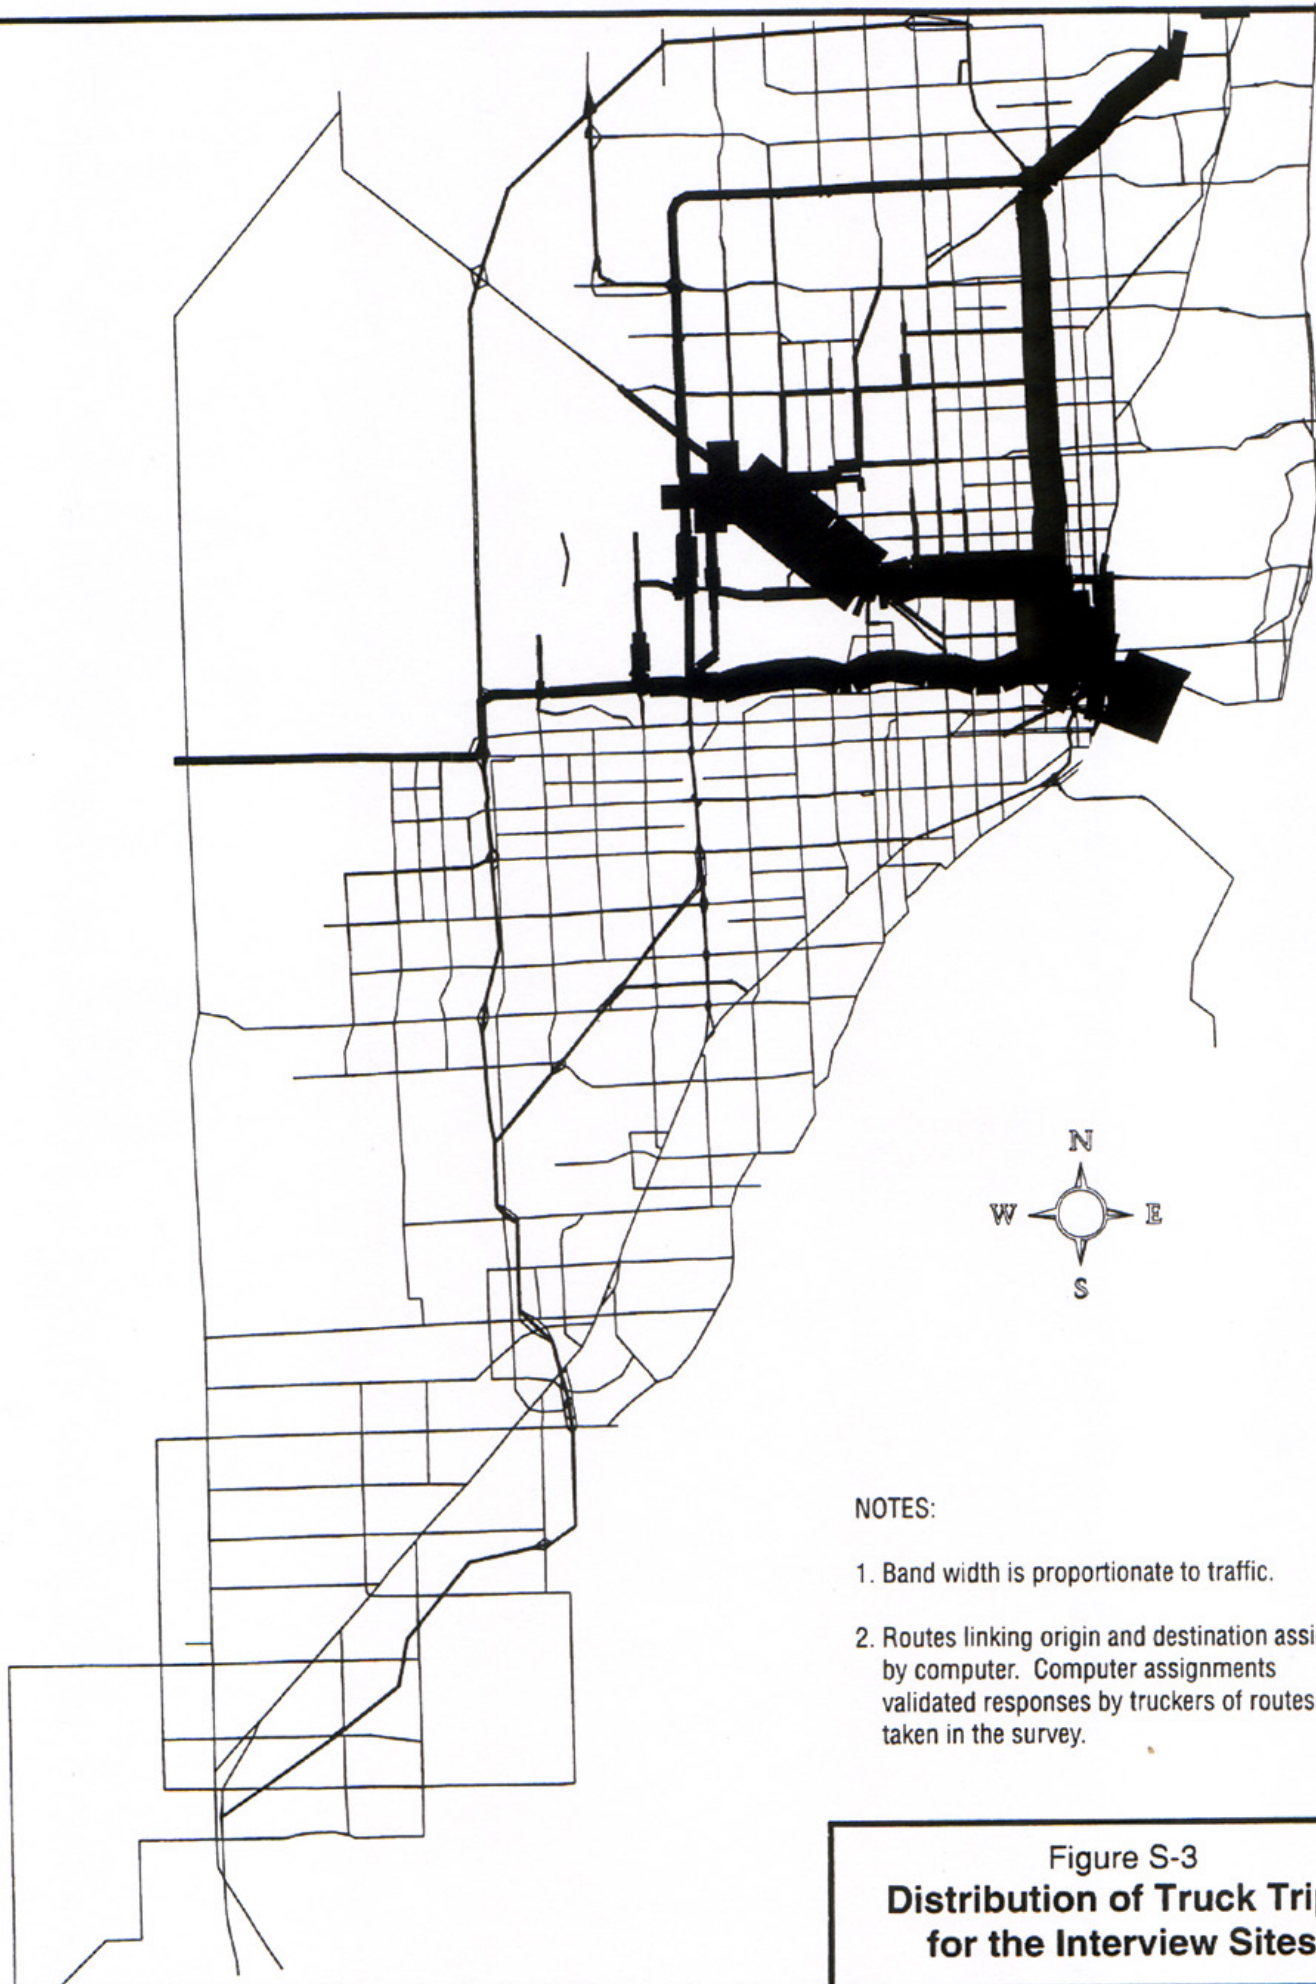 N
W E
S
NOTES:
1. Band width is proportionate to traffic.
2. Routes linking origin and destination assi
by computer. Computer assignments
validated responses by truckers of routes
taken in the survey.
Figure S-3
Distribution of Truck Tri
for the Interview Sites